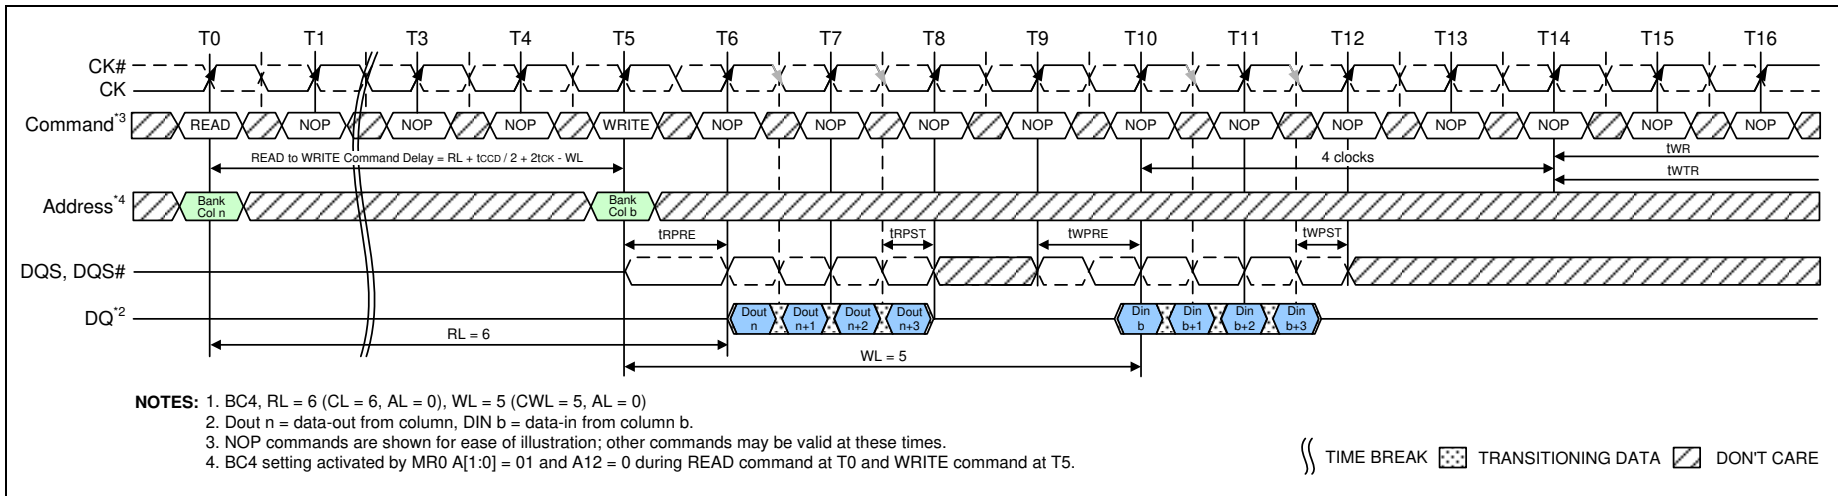 T0 T1 T3 T4 T5 T6 T7 T8 T9 T10 T11 T12 T13 T14 T15 T16
CK#
CK
Command*3 READ NOP NOP NOP WRITE NOP NOP NOP NOP NOP NOP NOP NOP NOP NOP NOP
READ to WRITE Command Delay = RL + tCCD / 2 + 2tCK - WL
4 clocks
tWR
tWTR
Address*4
Bank
Col n
Bank
Col b
tRPRE tRPST tWPRE tWPST
DQS, DQS#
DQ*2
Dout
n
Dout
n+1
Dout
n+2
Dout
n+3
Din
b
Din
b+1
Din
b+2
Din
b+3
RL = 6
WL = 5
NOTES: 1. BC4, RL = 6 (CL = 6, AL = 0), WL = 5 (CWL = 5, AL = 0)
2. Dout n = data-out from column, DIN b = data-in from column b.
3. NOP commands are shown for ease of illustration; other commands may be valid at these times.
4. BC4 setting activated by MR0 A[1:0] = 01 and A12 = 0 during READ command at T0 and WRITE command at T5.
TIME BREAK TRANSITIONING DATA DON'T CARE